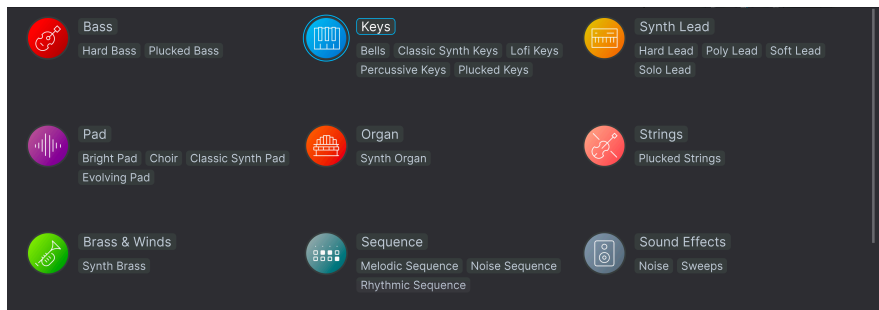 Bass
Hard Bass Plucked Bass
Keys
Bells Classic Synth Keys Lofi Keys
Percussive Keys Plucked Keys
Synth Lead
Hard Lead Poly Lead Soft Lead
Solo Lead
Pad
Bright Pad Choir Classic Synth Pad
Evolving Pad
Organ
Synth Organ
Strings
Plucked Strings
Brass & Winds
Synth Brass
Sequence
Melodic Sequence Noise Sequence
Rhythmic Sequence
Sound Effects
Noise Sweeps